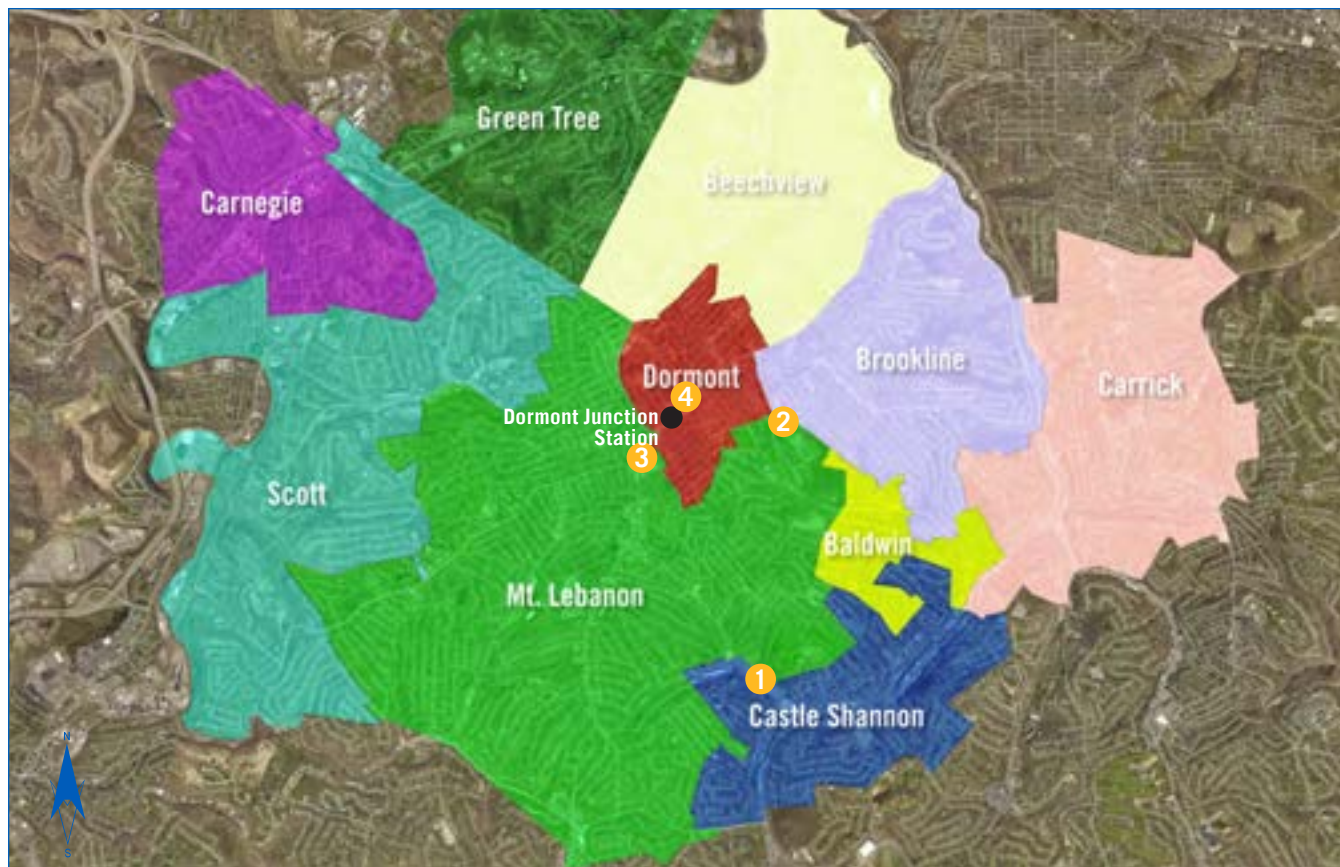 Green Tree
Beechview
Carnegie
Brookline
Dormont
Carrick
4
Dormont Junction
Station
2
3
Scott
Baldwin
Mt. Lebanon
1
Castle Shannon
N
S